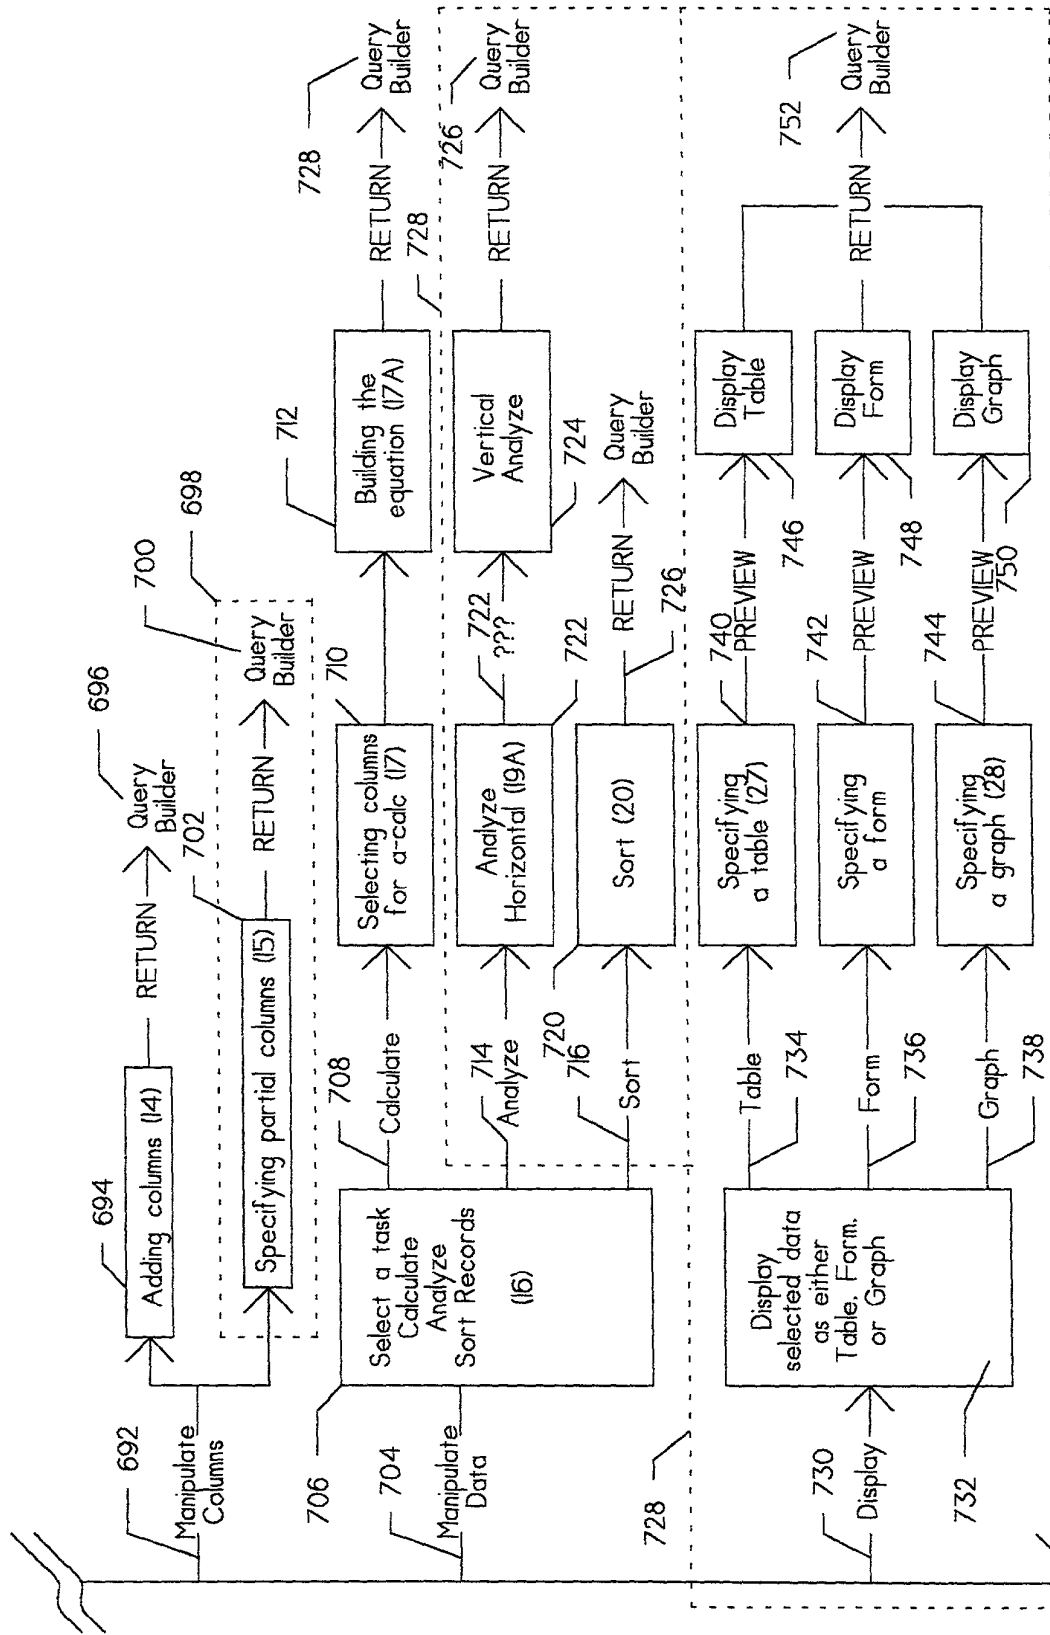 692
Manipulate
Columns
694
Adding columns (14)
RETURN
Query
Builder
696
702
Specifying partial columns (15)
RETURN
Query
Builder
700
698
704
Manipulate
Data
706
Select a task
Calculate
Analyze
Sort Records
(16)
708
Calculate
710
Selecting columns
for a-calc (17)
712
Building the
equation (17A)
RETURN
Query
Builder
728
728
714
Analyze
Analyze
Horizontal (19A)
722
???
722
Vertical
Analyze
724
RETURN
Query
Builder
726
716
Sort
720
720
Sort (20)
726
RETURN
Query
Builder
728
730
Display
732
Display
selected data
as either
Table, Form,
or Graph
Table
734
Specifying
a table (27)
740
PREVIEW
Display
Table
746
Form
736
Specifying
a form
742
PREVIEW
Display
Form
748
Graph
738
Specifying
a graph (28)
744
PREVIEW
750
Display
Graph
RETURN
Query
Builder
752